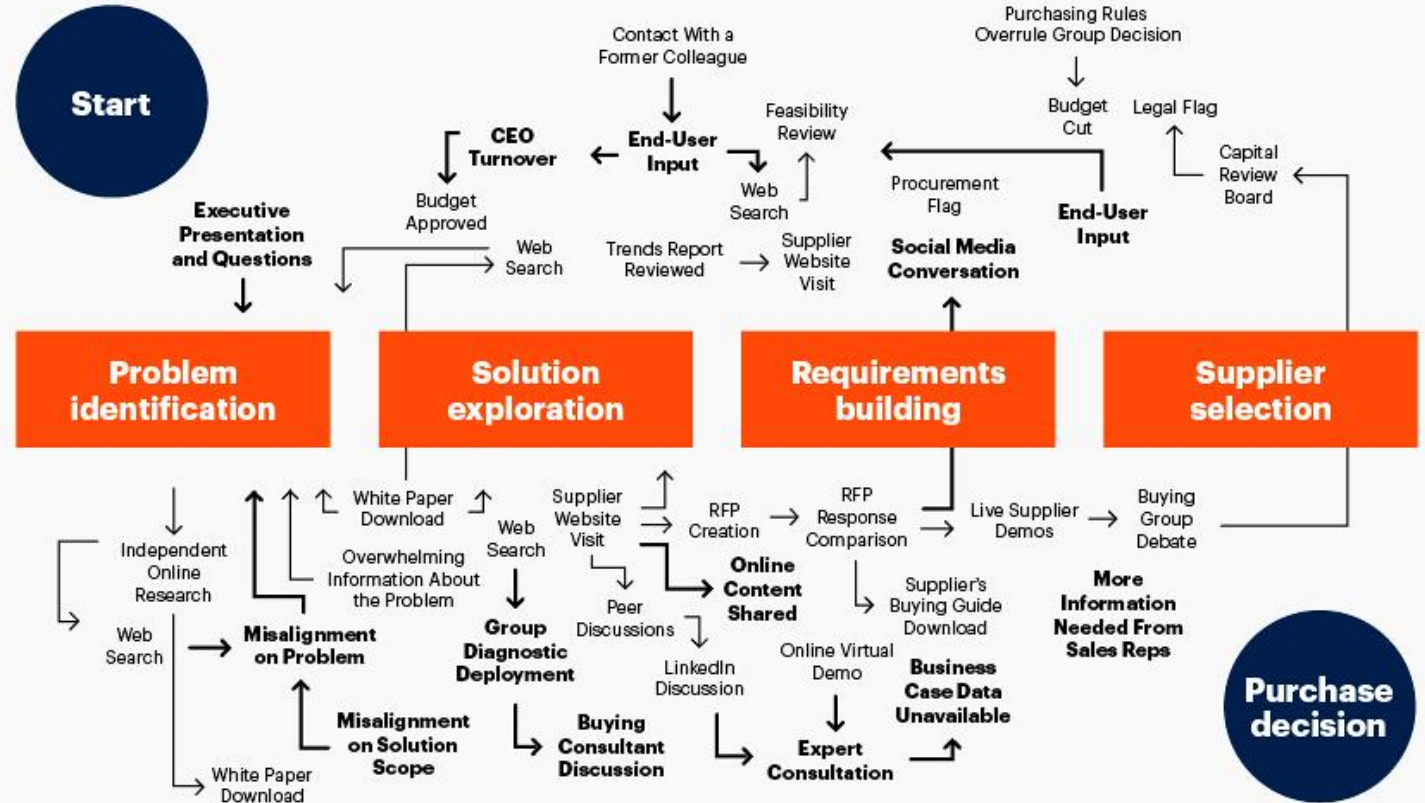 Start
Contact With a
Former Colleague
Purchasing Rules
Overrule Group Decision
CEO
Turnover
End-User
Input
Feasibility
Review
Budget
Cut
Legal Flag
Capital
Review
Board
Budget
Approved
Web
Search
Procurement
Flag
End-User
Input
Executive
Presentation
and Questions
Web
Search
Trends Report
Reviewed
Supplier
Website
Visit
Social Media
Conversation
Problem
identification
Solution
exploration
Requirements
building
Supplier
selection
White Paper
Download
Web
Search
Supplier
Website
Visit
RFP
Creation
RFP
Response
Comparison
Live Supplier
Demos
Buying
Group
Debate
Independent
Online
Research
Overwhelming
Information About
the Problem
Online
Content
Shared
Supplier's
Buying Guide
Download
More
Information
Needed From
Sales Reps
Web
Search
Misalignment
on Problem
Group
Diagnostic
Deployment
Peer
Discussions
LinkedIn
Discussion
Online Virtual
Demo
Business
Case Data
Unavailable
Misalignment
on Solution
Scope
Buying
Consultant
Discussion
Expert
Consultation
White Paper
Download
Purchase
decision